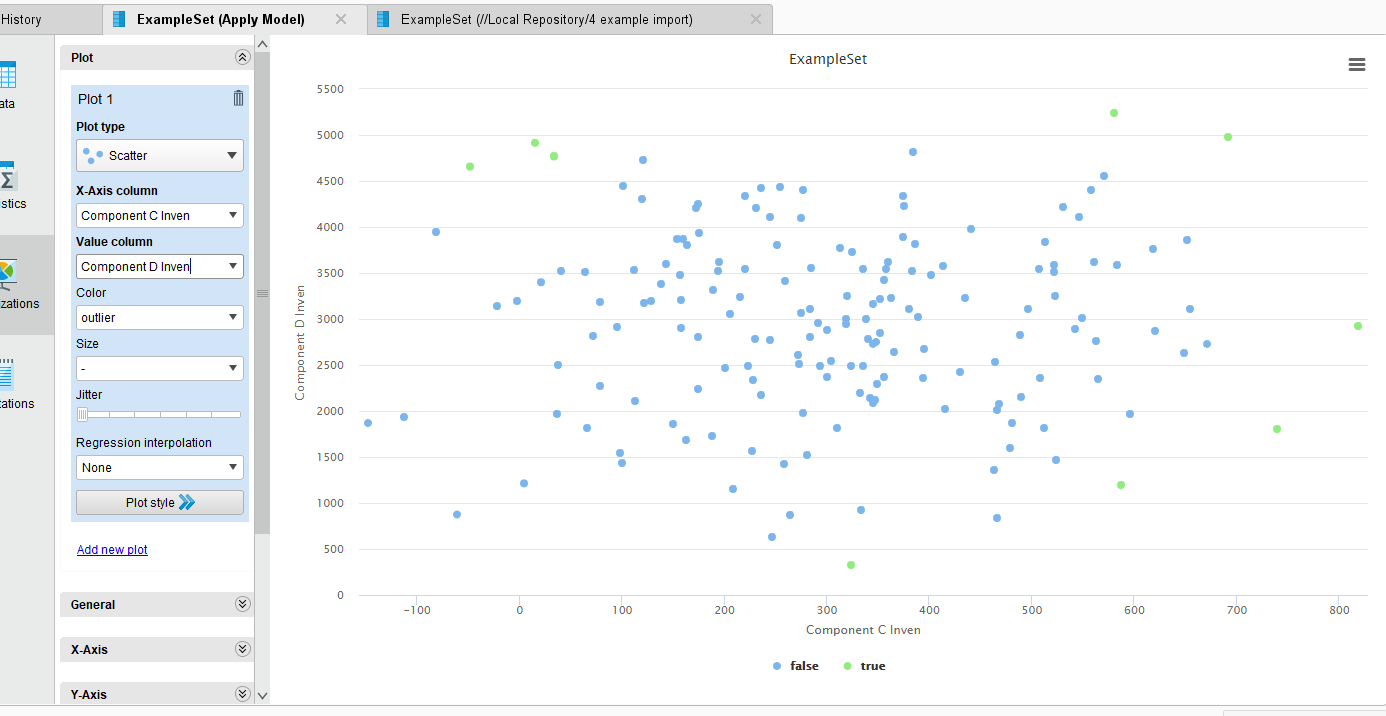 History
ExampleSet (Apply Model)
ExampleSet (//Local Repository/4 example import)
ata
istics
izations
tations
Plot
Plot 1
Plot type
Scatter
X-Axis column
Component C Inven
Value column
Component D Inven
Color
outlier
Size
-
Jitter
Regression interpolation
None
Plot style
Add new plot
General
X-Axis
Y-Axis
ExampleSet
5500
5000
4500
4000
3500
3000
2500
2000
1500
1000
500
0
Component D Inven
-100 0 100 200 300 400 500 600 700 800
Component C Inven
false true